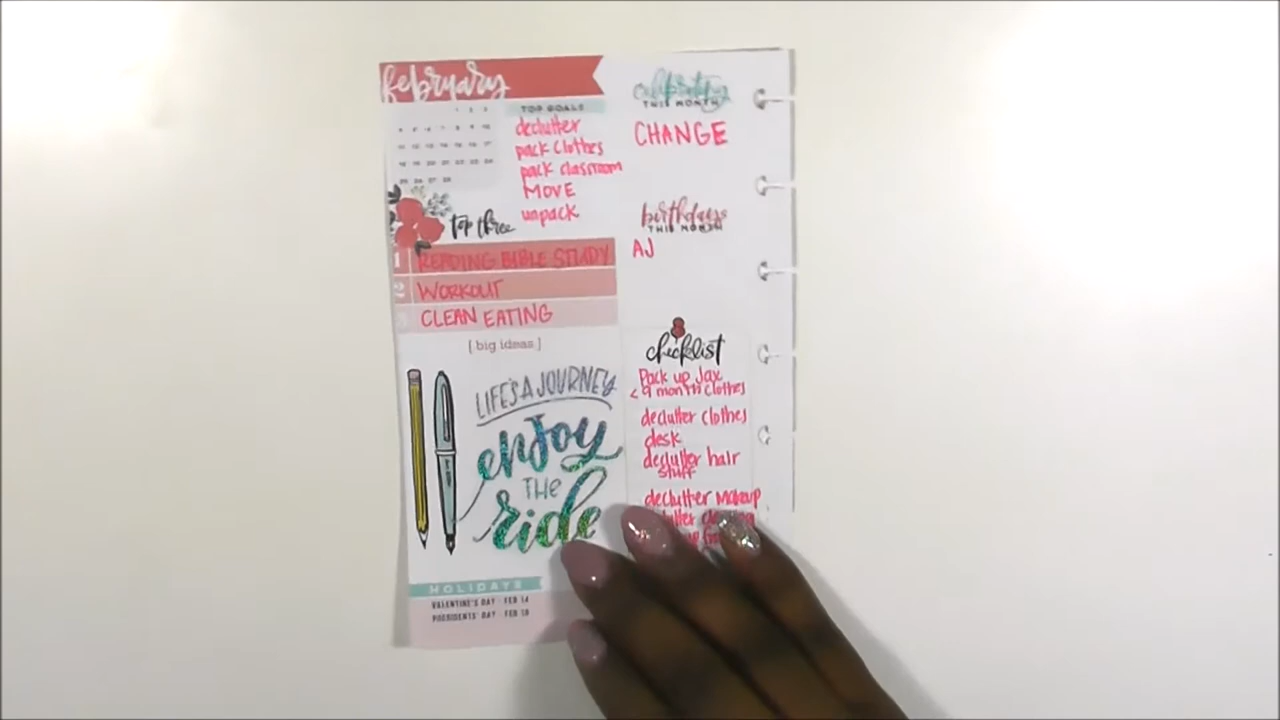 february
TOP GOALS
declutter
pack clothes
pack classroom
MOVE
unpack
top three
1 READING BIBLE STUDY
2 WORKOUT
3 CLEAN EATING
[ big ideas ]
LIFE'S A JOURNEY
enjoy
THE
ride
HOLIDAYS
VALENTINE'S DAY - FEB 14
PRESIDENTS' DAY - FEB 19
THIS MONTH
CHANGE
birthdays
THIS MONTH
AJ
checklist
Pack up Jax
< 9 month clothes
declutter clothes
desk
declutter hair
stuff
declutter makeup